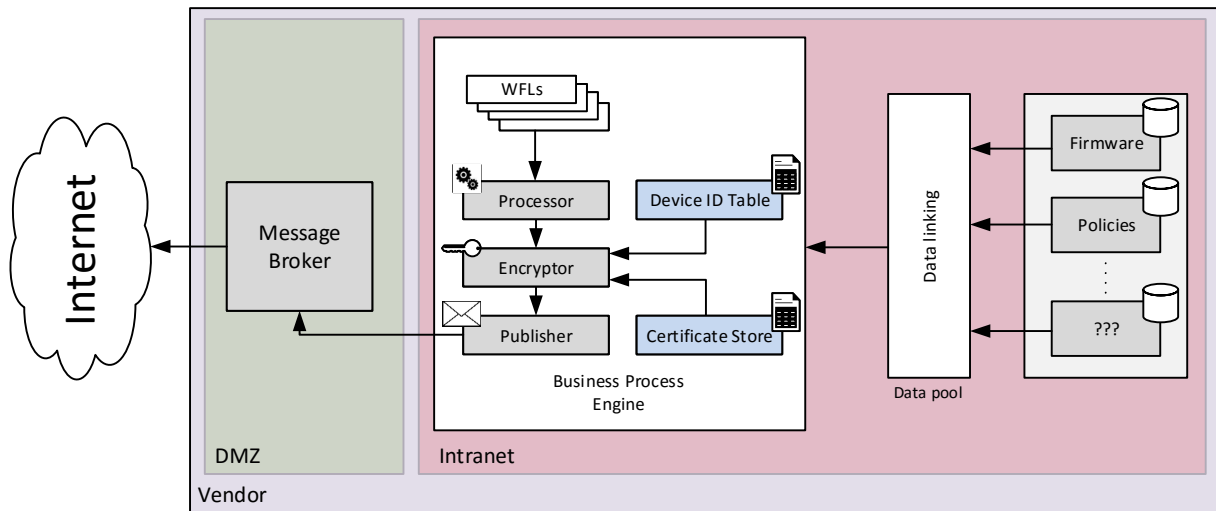 Internet
Message
Broker
DMZ
Vendor
WFLs
Processor
Encryptor
Publisher
Device ID Table
Certificate Store
Business Process
Engine
Intranet
Data linking
Data pool
Firmware
Policies
???